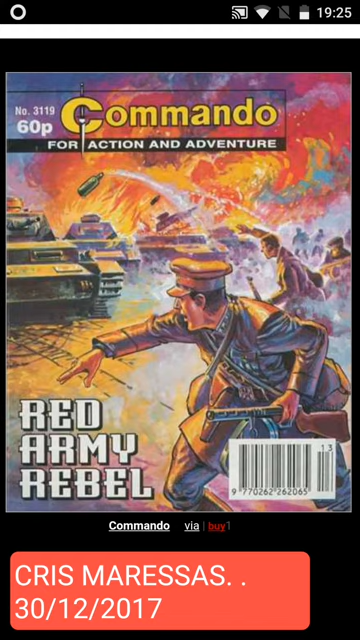 19:25
No. 3119
60p
Commando
FOR ACTION AND ADVENTURE
RED
ARMY
REBEL
13
9 770262 262065
Commando via | buy1
CRIS MARESSAS. .
30/12/2017